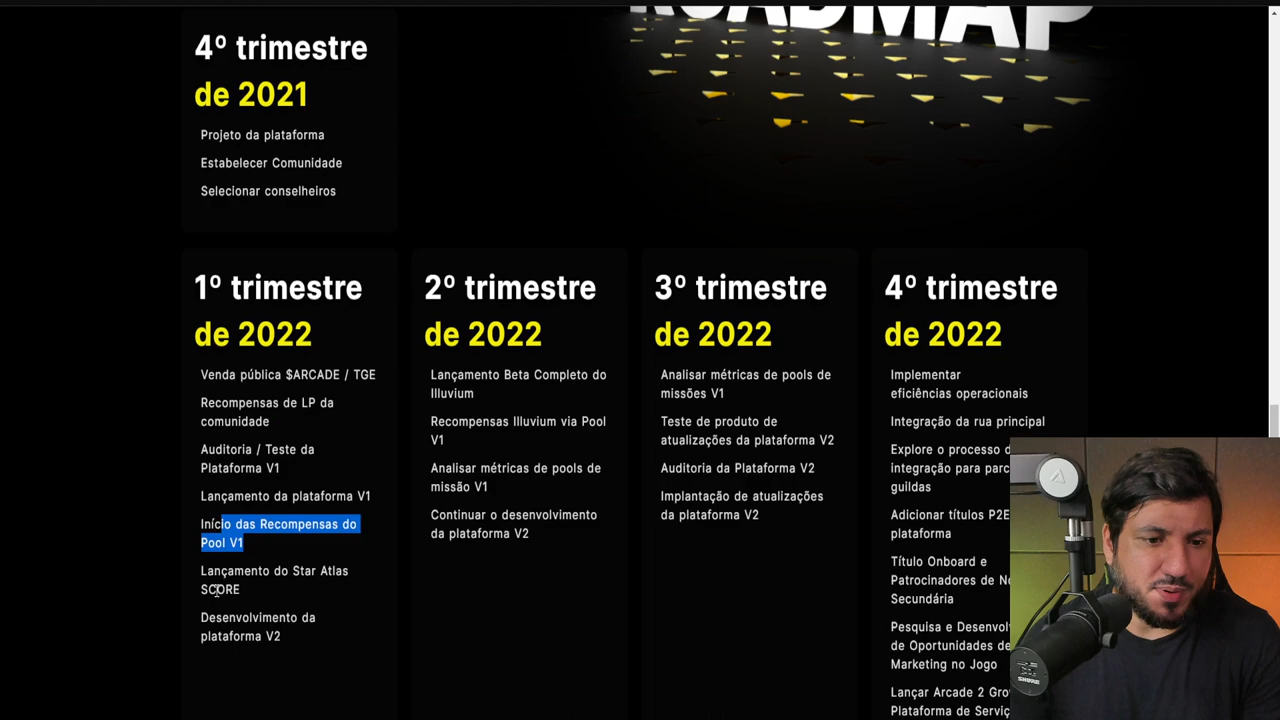 ROADMAP
4º trimestre
de 2021
Projeto da plataforma
Estabelecer Comunidade
Selecionar conselheiros
1º trimestre
de 2022
Venda pública $ARCADE / TGE
Recompensas de LP da
comunidade
Auditoria / Teste da
Plataforma V1
Lançamento da plataforma V1
Início das Recompensas do
Pool V1
Lançamento do Star Atlas
SCORE
Desenvolvimento da
plataforma V2
2º trimestre
de 2022
Lançamento Beta Completo do
Illuvium
Recompensas Illuvium via Pool
V1
Analisar métricas de pools de
missão V1
Continuar o desenvolvimento
da plataforma V2
3º trimestre
de 2022
Analisar métricas de pools de
missões V1
Teste de produto de
atualizações da plataforma V2
Auditoria da Plataforma V2
Implantação de atualizações
da plataforma V2
4º trimestre
de 2022
Implementar
eficiências operacionais
Integração da rua principal
Explore o processo d
integração para parc
guildas
Adicionar títulos P2E
plataforma
Título Onboard e
Patrocinadores de No
Secundária
Pesquisa e Desenvol
de Oportunidades de
Marketing no Jogo
Lançar Arcade 2 Gro
Plataforma de Serviç
SHURE